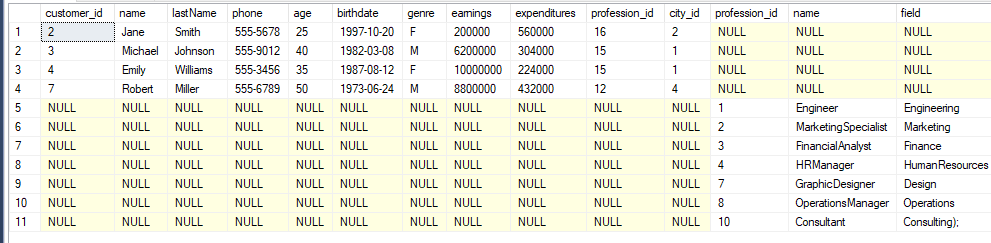 customer_id name lastName phone age birthdate genre earnings expenditures profession_id city_id profession_id name field
1 2 Jane Smith 555-5678 25 1997-10-20 F 200000 560000 16 2 NULL NULL NULL
2 3 Michael Johnson 555-9012 40 1982-03-08 M 6200000 304000 15 1 NULL NULL NULL
3 4 Emily Williams 555-3456 35 1987-08-12 F 10000000 224000 15 1 NULL NULL NULL
4 7 Robert Miller 555-6789 50 1973-06-24 M 8800000 432000 12 4 NULL NULL NULL
5 NULL NULL NULL NULL NULL NULL NULL NULL NULL NULL NULL 1 Engineer Engineering
6 NULL NULL NULL NULL NULL NULL NULL NULL NULL NULL NULL 2 MarketingSpecialist Marketing
7 NULL NULL NULL NULL NULL NULL NULL NULL NULL NULL NULL 3 FinancialAnalyst Finance
8 NULL NULL NULL NULL NULL NULL NULL NULL NULL NULL NULL 4 HRManager HumanResources
9 NULL NULL NULL NULL NULL NULL NULL NULL NULL NULL NULL 7 GraphicDesigner Design
10 NULL NULL NULL NULL NULL NULL NULL NULL NULL NULL NULL 8 OperationsManager Operations
11 NULL NULL NULL NULL NULL NULL NULL NULL NULL NULL NULL 10 Consultant Consulting);